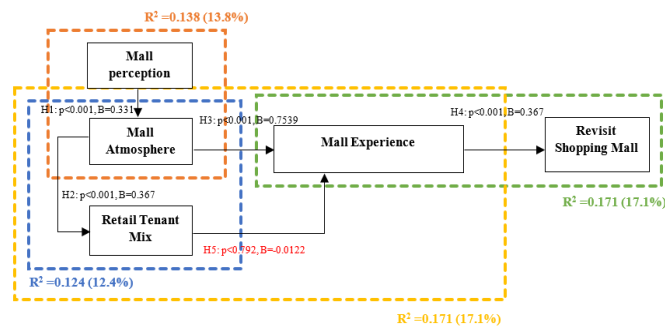 R² =0.138 (13.8%)
Mall
perception
H1: p<0.001, B=0.331
H4: p<0.001, B=0.367
Mall
Atmosphere
H3: p<0.001, B=0.7539
Mall Experience
Revisit
Shopping Mall
H2: p<0.001, B=0.367
R² =0.171 (17.1%)
Retail Tenant
Mix
H5: p<0.792, B=-0.0122
R² =0.124 (12.4%)
R² =0.171 (17.1%)